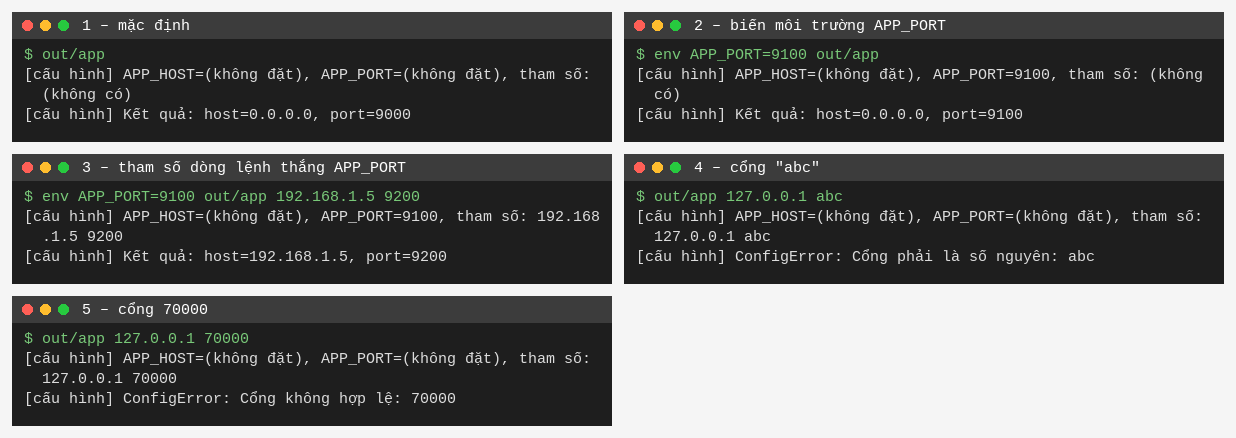 1 – mặc định
$ out/app
[cấu hình] APP_HOST=(không đặt), APP_PORT=(không đặt), tham số:
(không có)
[cấu hình] Kết quả: host=0.0.0.0, port=9000
2 – biến môi trường APP_PORT
$ env APP_PORT=9100 out/app
[cấu hình] APP_HOST=(không đặt), APP_PORT=9100, tham số: (không
có)
[cấu hình] Kết quả: host=0.0.0.0, port=9100
3 – tham số dòng lệnh thắng APP_PORT
$ env APP_PORT=9100 out/app 192.168.1.5 9200
[cấu hình] APP_HOST=(không đặt), APP_PORT=9100, tham số: 192.168
.1.5 9200
[cấu hình] Kết quả: host=192.168.1.5, port=9200
4 – cổng "abc"
$ out/app 127.0.0.1 abc
[cấu hình] APP_HOST=(không đặt), APP_PORT=(không đặt), tham số:
127.0.0.1 abc
[cấu hình] ConfigError: Cổng phải là số nguyên: abc
5 – cổng 70000
$ out/app 127.0.0.1 70000
[cấu hình] APP_HOST=(không đặt), APP_PORT=(không đặt), tham số:
127.0.0.1 70000
[cấu hình] ConfigError: Cổng không hợp lệ: 70000